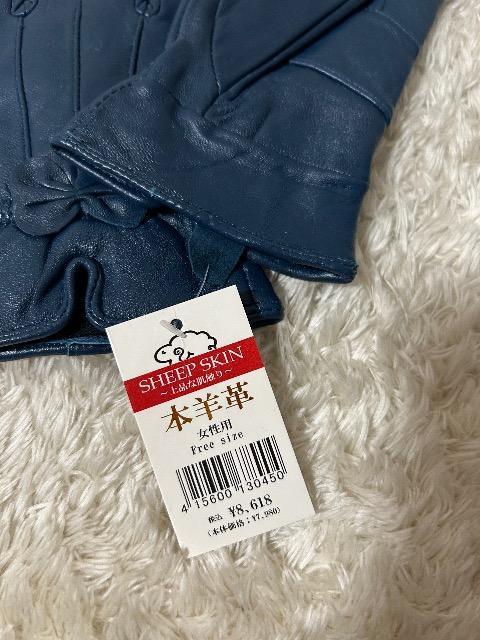 SHEEP SKIN
～上品な肌触り～
本羊革
女性用
Free size
4 15600 130450
税込 ¥8,618
(本体価格:¥7,980)